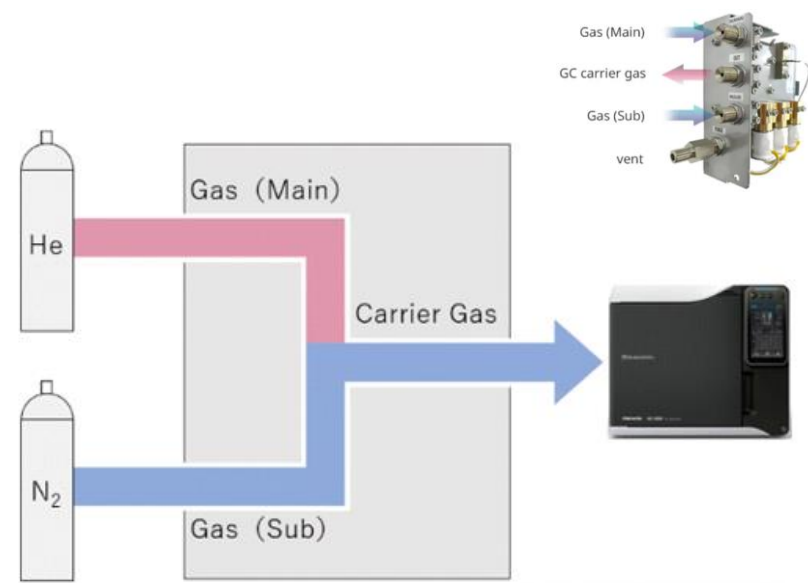 Gas (Main)
GC carrier gas
Gas (Sub)
vent
Gas (Main)
He
Carrier Gas
N₂
Gas (Sub)